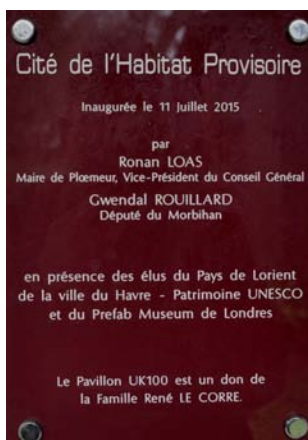 Cité de l'Habitat Provisoire
Inaugurée le 11 Juillet 2015
par
Ronan LOAS
Maire de Plœmeur, Vice-Président du Conseil Général
Gwendal ROUILLARD
Député du Morbihan
en présence des élus du Pays de Lorient
de la ville du Havre - Patrimoine UNESCO
et du Prefab Museum de Londres
Le Pavillon UK100 est un don de
la Famille René LE CORRE.